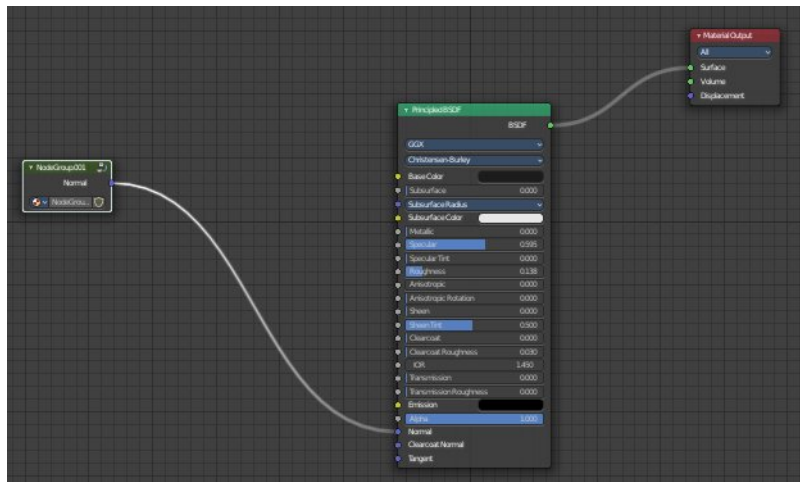 NodeGroup.001
Normal
NodeGrou...
Principled BSDF
BSDF
GGX
Christensen-Burley
Base Color
Subsurface 0.000
Subsurface Radius
Subsurface Color
Metallic 0.000
Specular 0.595
Specular Tint 0.000
Roughness 0.138
Anisotropic 0.000
Anisotropic Rotation 0.000
Sheen 0.000
Sheen Tint 0.500
Clearcoat 0.000
Clearcoat Roughness 0.030
IOR 1.450
Transmission 0.000
Transmission Roughness 0.000
Emission
Alpha 1.000
Normal
Clearcoat Normal
Tangent
Material Output
All
Surface
Volume
Displacement